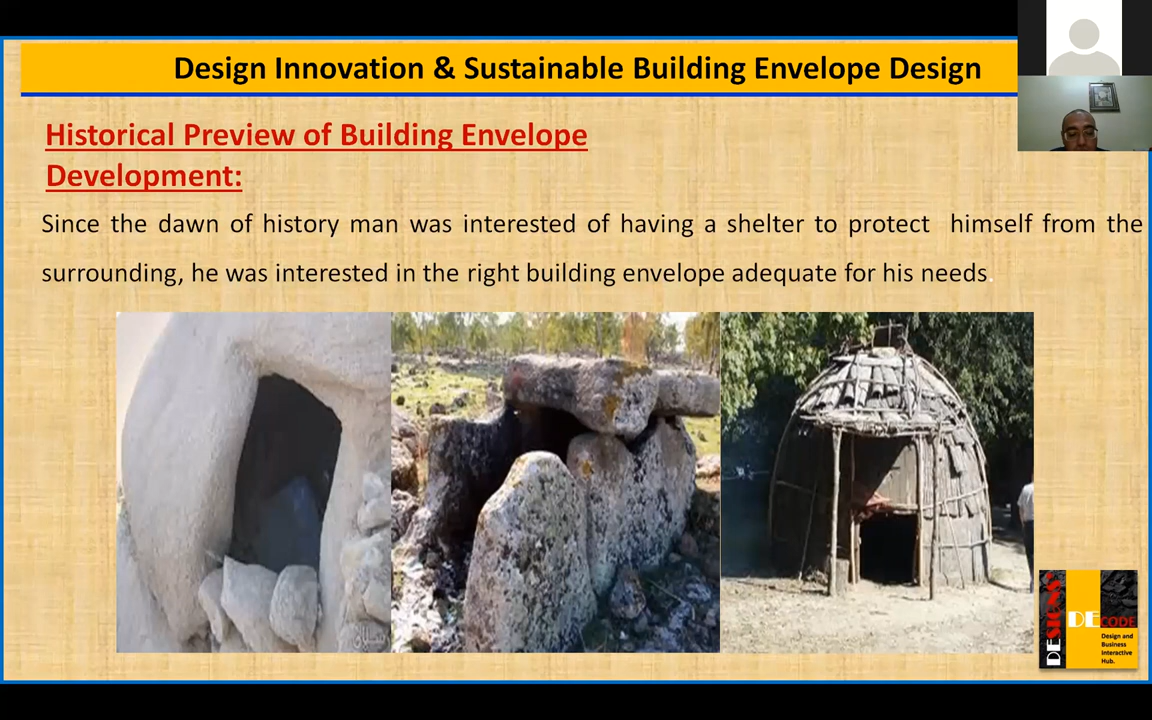 Design Innovation & Sustainable Building Envelope Design
Historical Preview of Building Envelope
Development:
Since the dawn of history man was interested of having a shelter to protect himself from the
surrounding, he was interested in the right building envelope adequate for his needs.
DESIGNS'
DECODE
Design and
Business
Interactive
Hub.